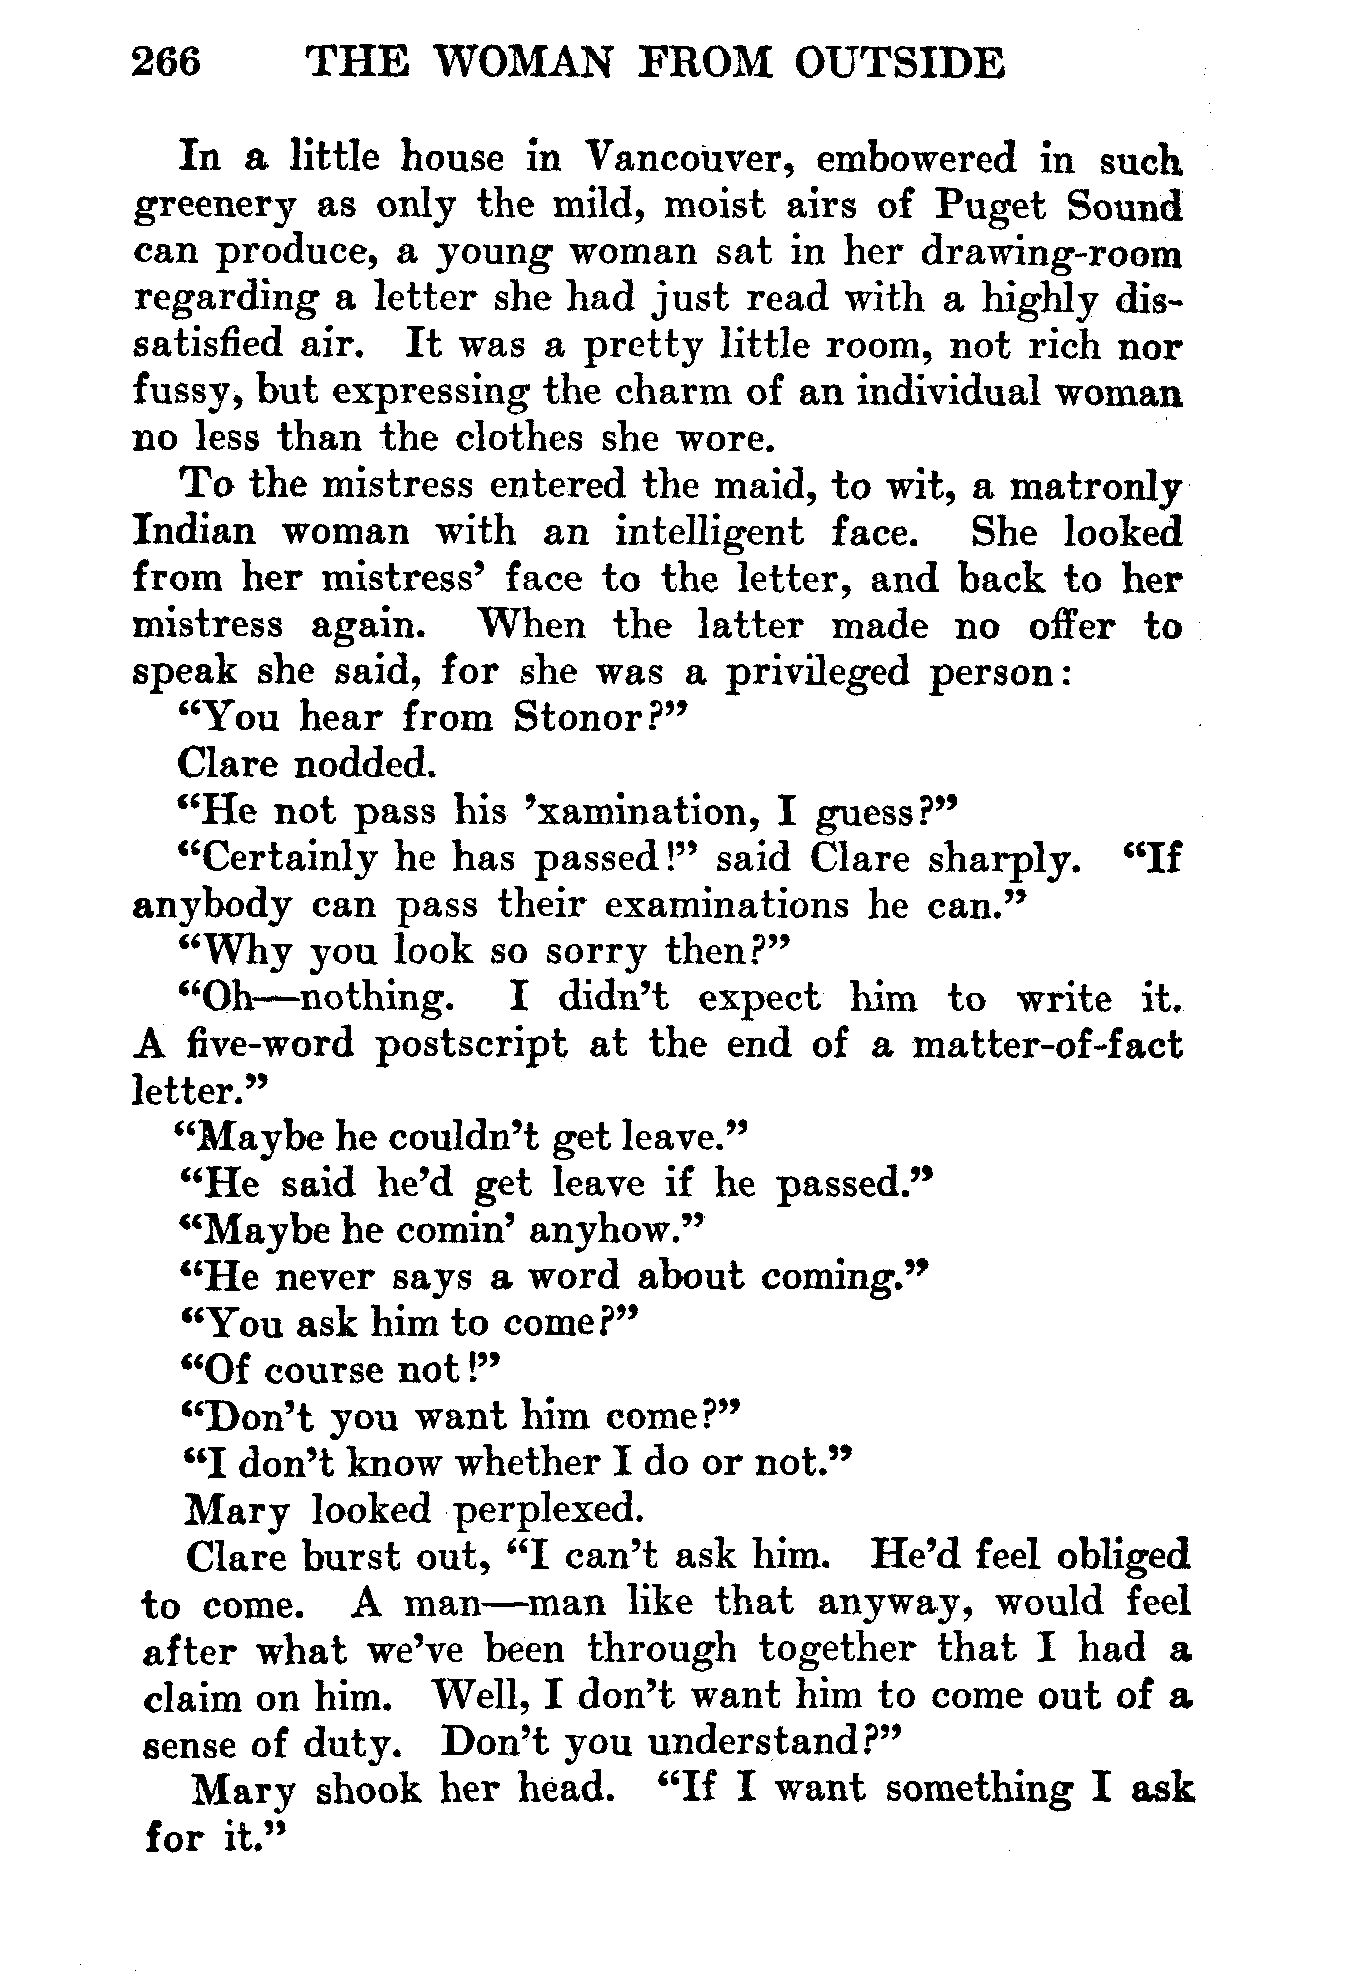 266 THE WOMAN FROM OUTSIDE
In a little house in Vancouver, embowered in such
greenery as only the mild, moist airs of Puget Sound
can produce, a young woman sat in her drawing-room
regarding a letter she had just read with a highly dis-
satisfied air. It was a pretty little room, not rich nor
fussy, but expressing the charm of an individual woman
no less than the clothes she wore.
To the mistress entered the maid, to wit, a matronly
Indian woman with an intelligent face. She looked
from her mistress’ face to the letter, and back to her
mistress again. When the latter made no offer to
speak she said, for she was a privileged person:
“You hear from Stonor?”
Clare nodded.
“He not pass his ’xamination, I guess?”
“Certainly he has passed!” said Clare sharply. “If
anybody can pass their examinations he can.”
“Why you look so sorry then?”
“Oh—nothing. I didn’t expect him to write it.
A five-word postscript at the end of a matter-of-fact
letter.”
“Maybe he couldn’t get leave.”
“He said he’d get leave if he passed.”
“Maybe he comin’ anyhow.”
“He never says a word about coming.”
“You ask him to come?”
“Of course not!”
“Don’t you want him come?”
“I don’t know whether I do or not.”
Mary looked perplexed.
Clare burst out, “I can’t ask him. He’d feel obliged
to come. A man—man like that anyway, would feel
after what we’ve been through together that I had a
claim on him. Well, I don’t want him to come out of a
sense of duty. Don’t you understand?”
Mary shook her head. “If I want something I ask
for it.”